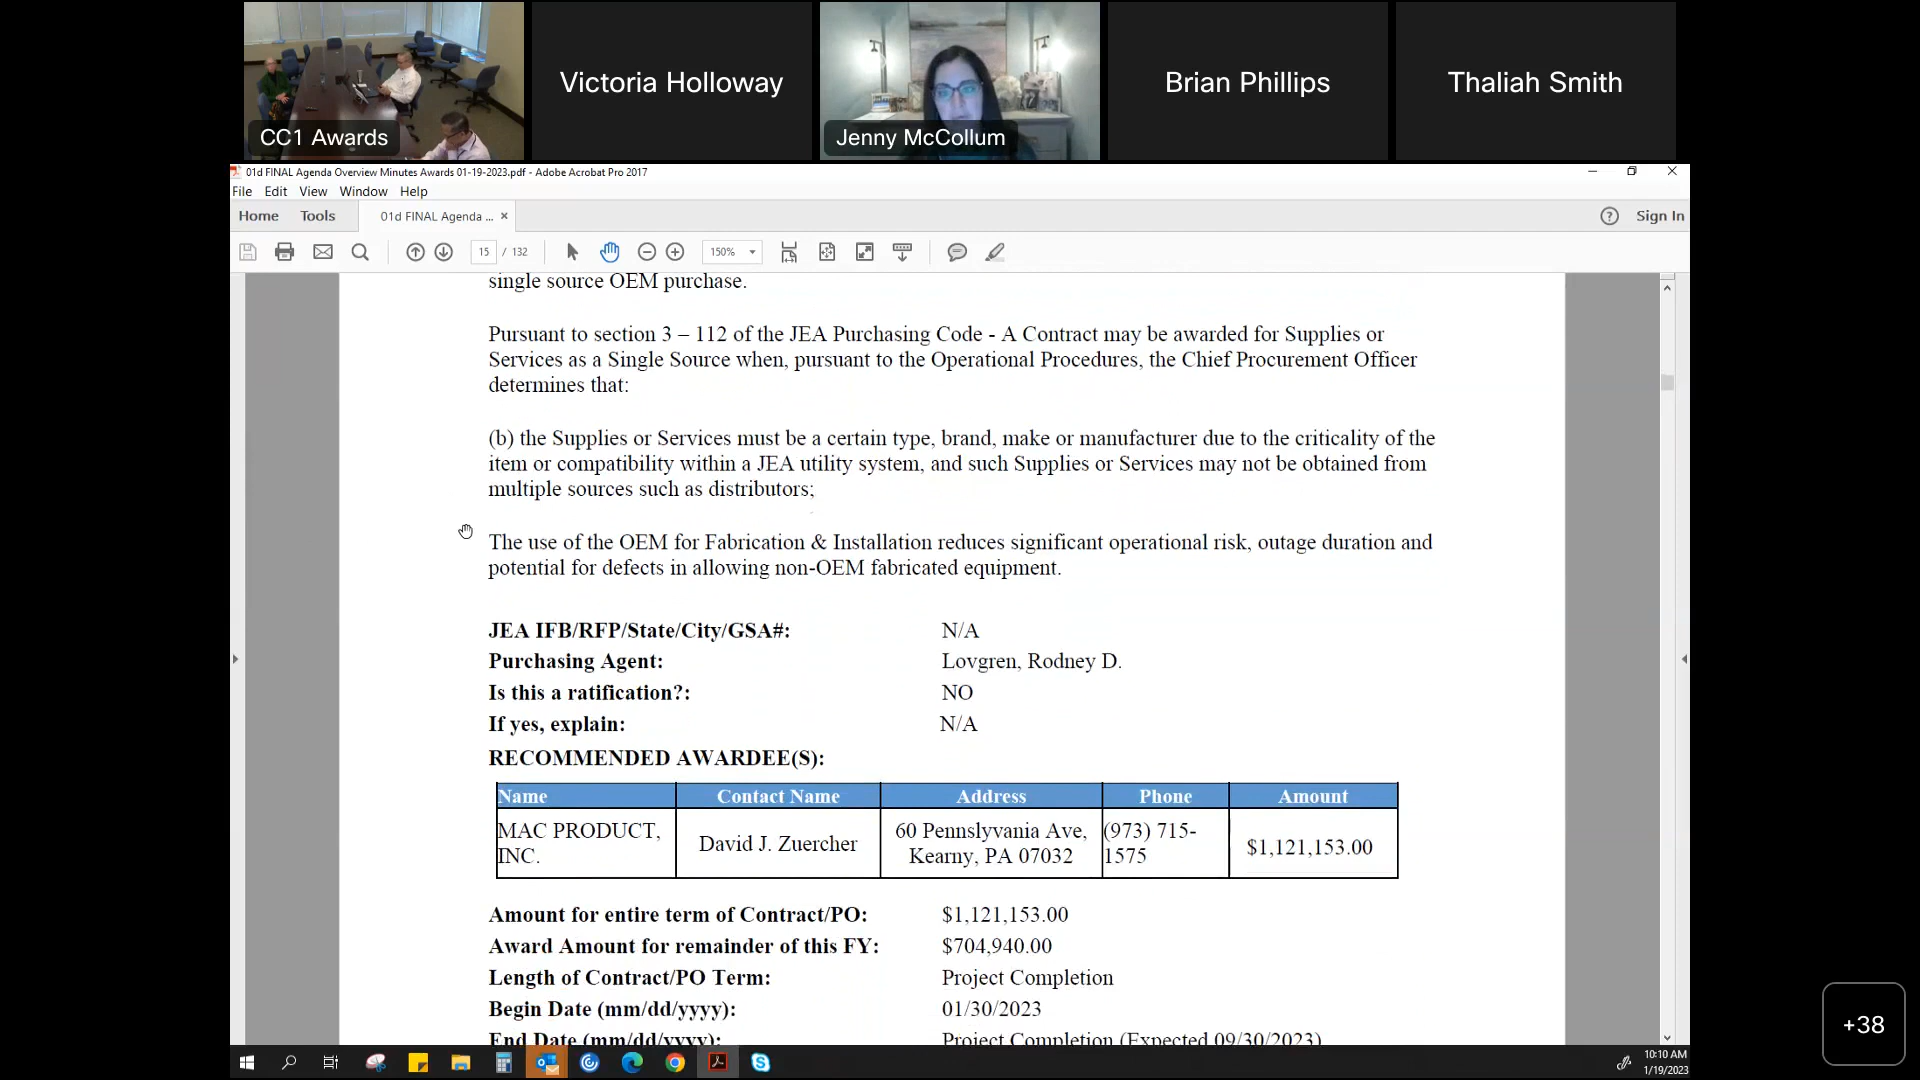 CC1 Awards
Victoria Holloway
Jenny McCollum
Brian Phillips
Thaliah Smith
01d FINAL Agenda Overview Minutes Awards 01-19-2023.pdf - Adobe Acrobat Pro 2017
File Edit View Window Help
Home Tools 01d FINAL Agenda ... × Sign In
15 / 132 150%
single source OEM purchase.
Pursuant to section 3 – 112 of the JEA Purchasing Code - A Contract may be awarded for Supplies or
Services as a Single Source when, pursuant to the Operational Procedures, the Chief Procurement Officer
determines that:
(b) the Supplies or Services must be a certain type, brand, make or manufacturer due to the criticality of the
item or compatibility within a JEA utility system, and such Supplies or Services may not be obtained from
multiple sources such as distributors;
The use of the OEM for Fabrication & Installation reduces significant operational risk, outage duration and
potential for defects in allowing non-OEM fabricated equipment.
JEA IFB/RFP/State/City/GSA#: N/A
Purchasing Agent: Lovgren, Rodney D.
Is this a ratification?: NO
If yes, explain: N/A
RECOMMENDED AWARDEE(S):
Name Contact Name Address Phone Amount
MAC PRODUCT, INC. David J. Zuercher 60 Pennslyvania Ave, Kearny, PA 07032 (973) 715-1575 $1,121,153.00
Amount for entire term of Contract/PO: $1,121,153.00
Award Amount for remainder of this FY: $704,940.00
Length of Contract/PO Term: Project Completion
Begin Date (mm/dd/yyyy): 01/30/2023
End Date (mm/dd/yyyy): Project Completion (Expected 09/30/2023)
+38
10:10 AM
1/19/2023